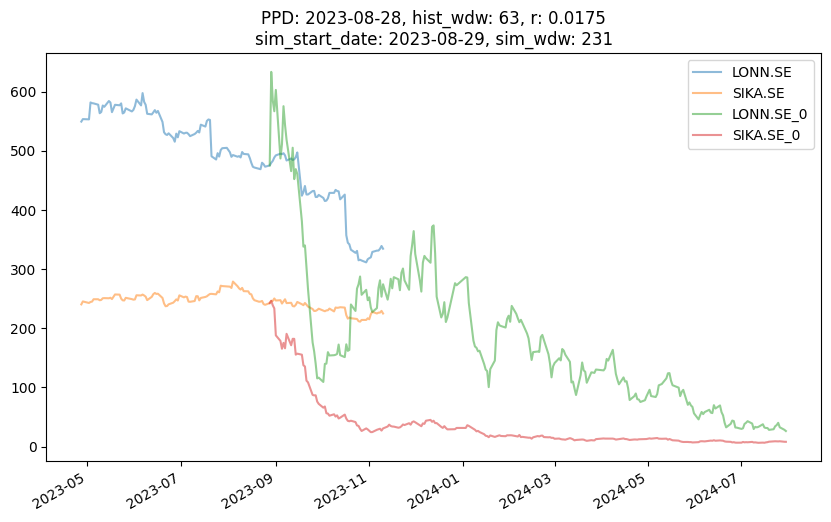 PPD: 2023-08-28, hist_wdw: 63, r: 0.0175
sim_start_date: 2023-08-29, sim_wdw: 231
LONN.SE
SIKA.SE
LONN.SE_0
SIKA.SE_0
600
500
400
300
200
100
0
2023-05
2023-07
2023-09
2023-11
2024-01
2024-03
2024-05
2024-07